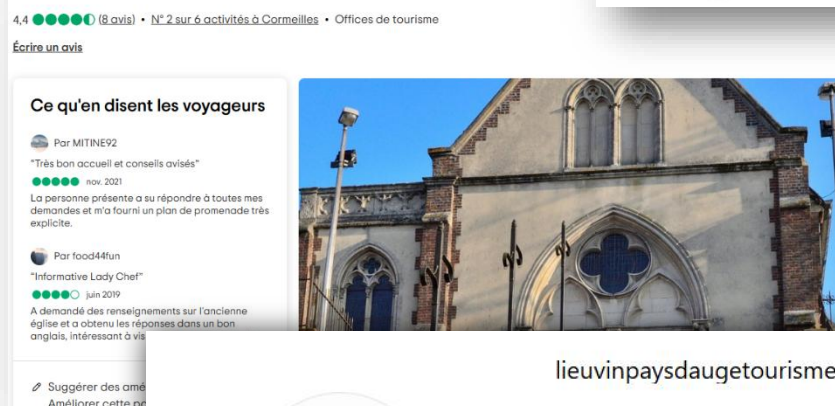 4,4 (8 avis) • N° 2 sur 6 activités à Cormeilles • Offices de tourisme
Écrire un avis
Ce qu'en disent les voyageurs
Par MITINE92
"Très bon accueil et conseils avisés"
nov. 2021
La personne présente a su répondre à toutes mes
demandes et m'a fourni un plan de promenade très
explicite.
Par food44fun
"Informative Lady Chef"
juin 2019
A demandé des renseignements sur l'ancienne
église et a obtenu les réponses dans un bon
anglais, intéressant à vis
Suggérer des amé
Améliorer cette pa
lieuvinpaysdaugetourisme